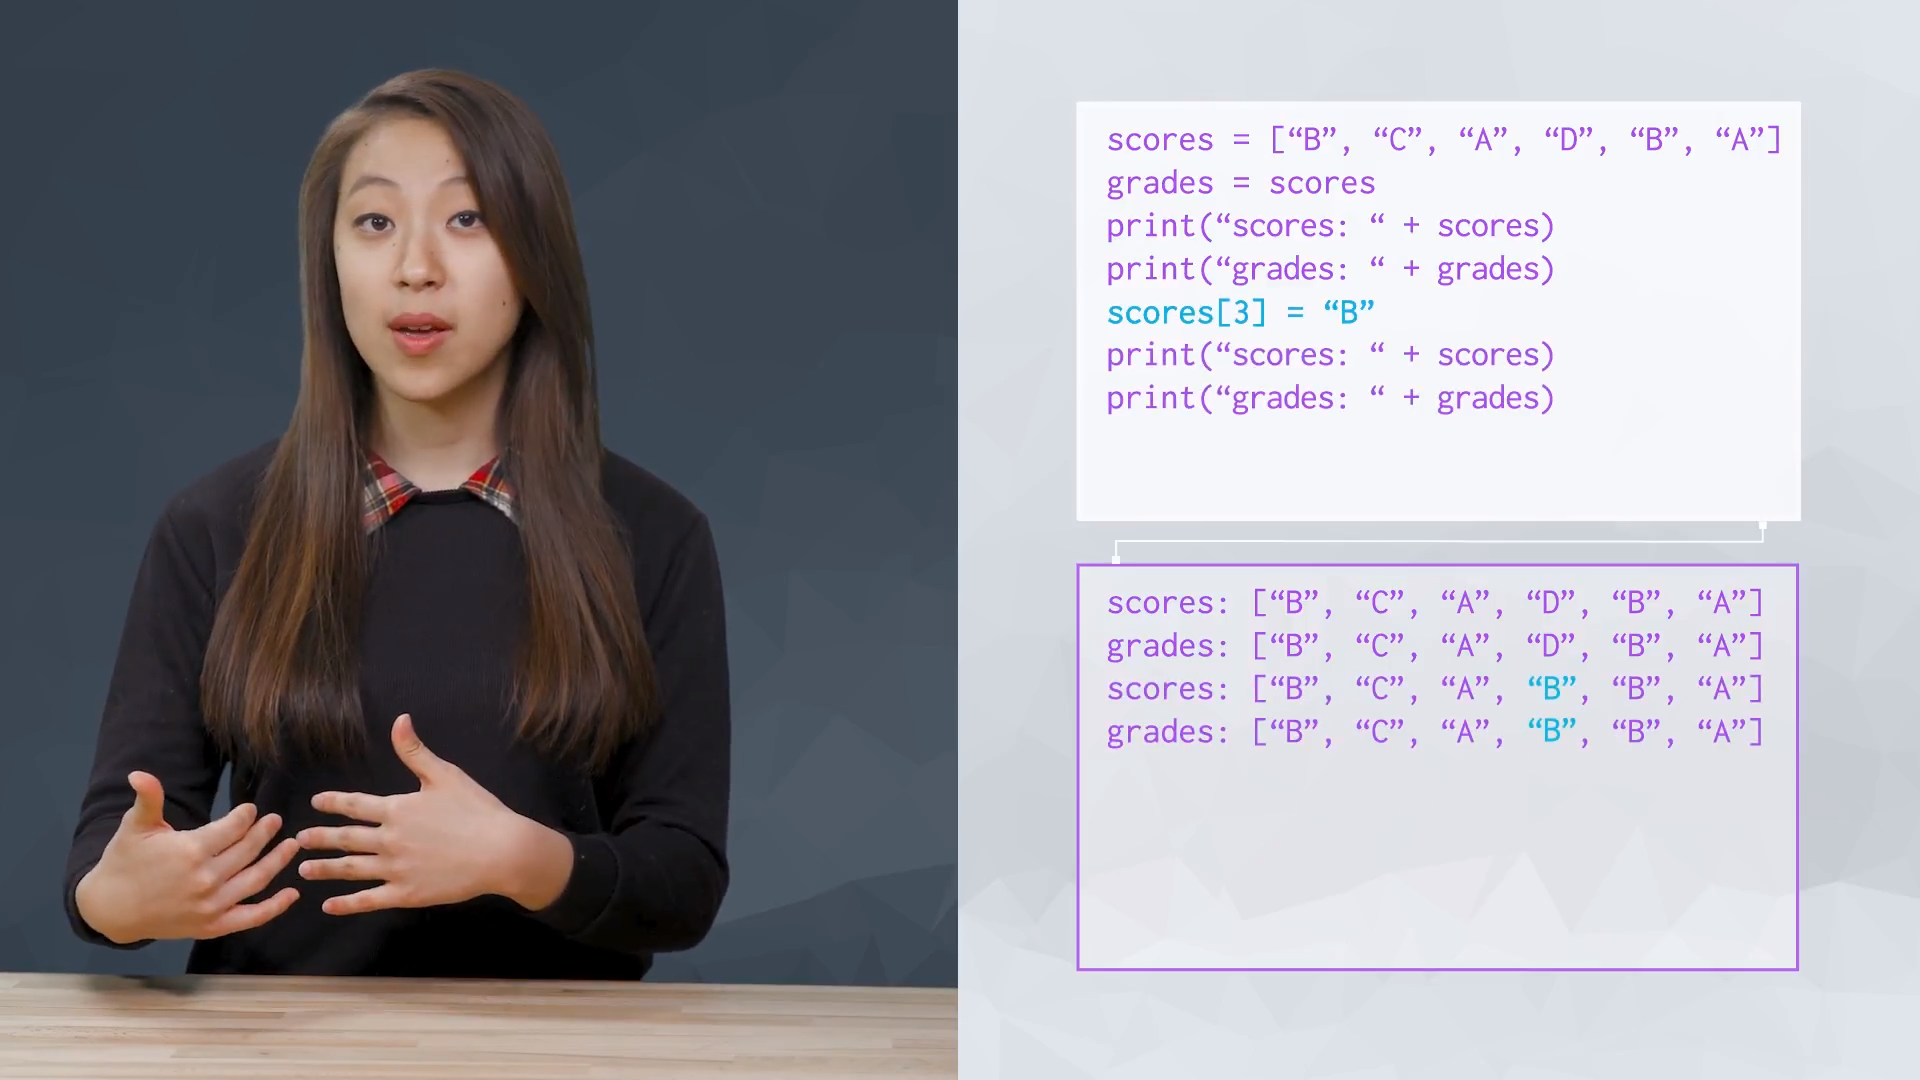 scores = [“B”, “C”, “A”, “D”, “B”, “A”]
grades = scores
print(“scores: “ + scores)
print(“grades: “ + grades)
scores[3] = “B”
print(“scores: “ + scores)
print(“grades: “ + grades)
scores: [“B”, “C”, “A”, “D”, “B”, “A”]
grades: [“B”, “C”, “A”, “D”, “B”, “A”]
scores: [“B”, “C”, “A”, “B”, “B”, “A”]
grades: [“B”, “C”, “A”, “B”, “B”, “A”]